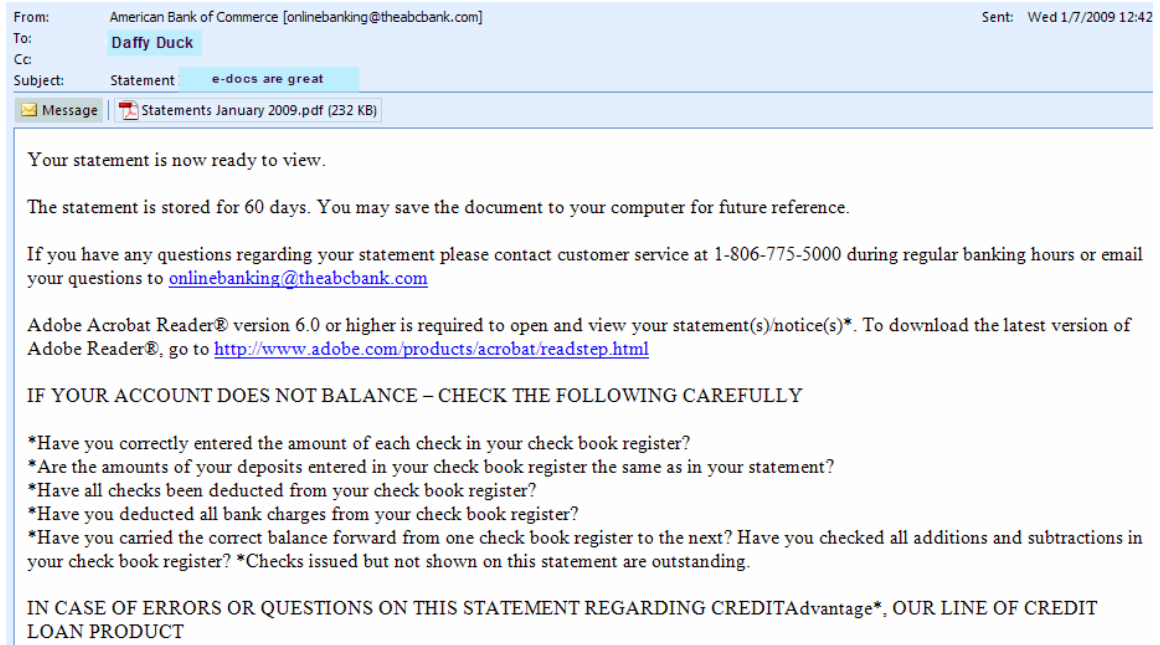 From: American Bank of Commerce [onlinebanking@theabcbank.com] Sent: Wed 1/7/2009 12:42
To: Daffy Duck
Cc:
Subject: Statement e-docs are great
Message Statements January 2009.pdf (232 KB)
Your statement is now ready to view.
The statement is stored for 60 days. You may save the document to your computer for future reference.
If you have any questions regarding your statement please contact customer service at 1-806-775-5000 during regular banking hours or email
your questions to onlinebanking@theabcbank.com
Adobe Acrobat Reader® version 6.0 or higher is required to open and view your statement(s)/notice(s)*. To download the latest version of
Adobe Reader®, go to http://www.adobe.com/products/acrobat/readstep.html
IF YOUR ACCOUNT DOES NOT BALANCE – CHECK THE FOLLOWING CAREFULLY
*Have you correctly entered the amount of each check in your check book register?
*Are the amounts of your deposits entered in your check book register the same as in your statement?
*Have all checks been deducted from your check book register?
*Have you deducted all bank charges from your check book register?
*Have you carried the correct balance forward from one check book register to the next? Have you checked all additions and subtractions in
your check book register? *Checks issued but not shown on this statement are outstanding.
IN CASE OF ERRORS OR QUESTIONS ON THIS STATEMENT REGARDING CREDITAdvantage*, OUR LINE OF CREDIT
LOAN PRODUCT